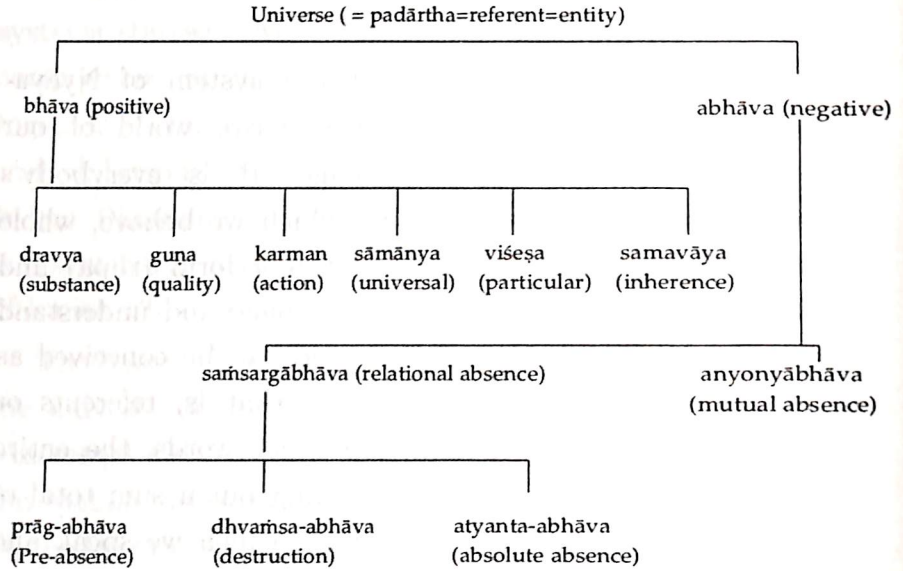 Universe ( = padārtha=referent=entity)
bhāva (positive)
abhāva (negative)
dravya
(substance)
guṇa
(quality)
karman
(action)
sāmānya
(universal)
viśeṣa
(particular)
samavāya
(inherence)
saṁsargābhāva (relational absence)
anyonyābhāva
(mutual absence)
prāg-abhāva
(Pre-absence)
dhvaṁsa-abhāva
(destruction)
atyanta-abhāva
(absolute absence)